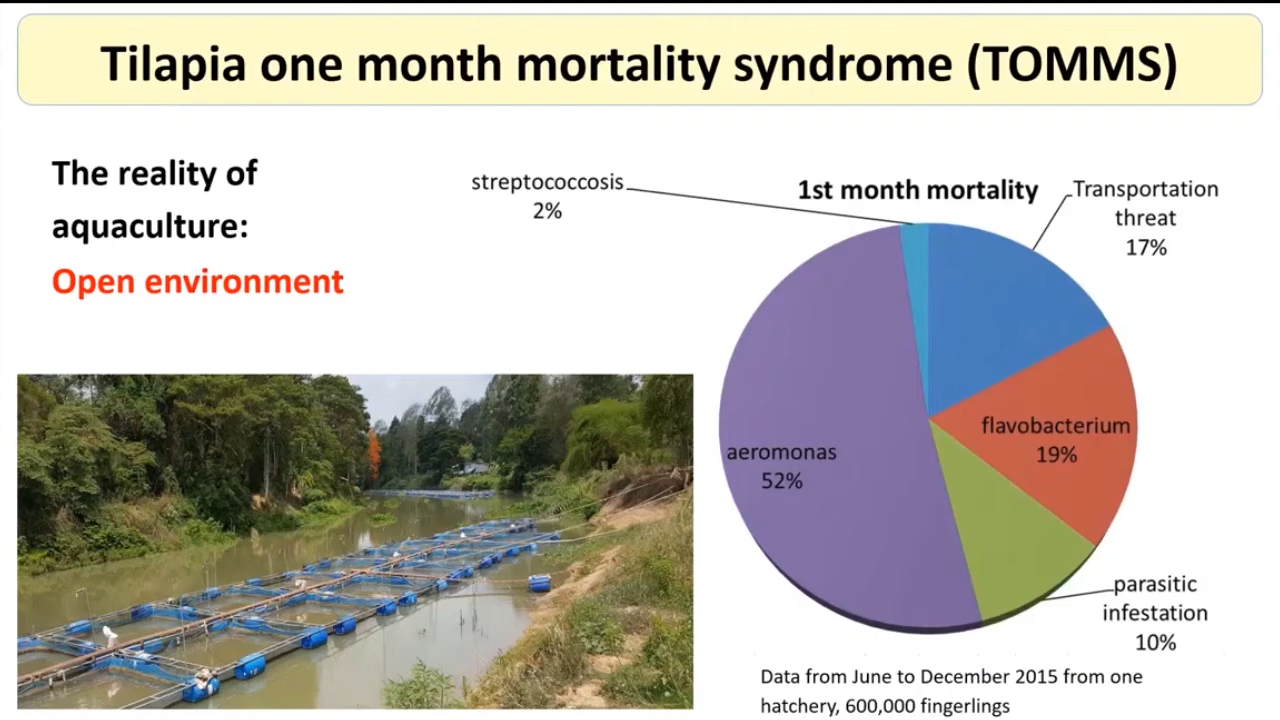 Tilapia one month mortality syndrome (TOMMS)
The reality of
aquaculture:
Open environment
1st month mortality
streptococcosis
2%
Transportation
threat
17%
flavobacterium
19%
aeromonas
52%
parasitic
infestation
10%
Data from June to December 2015 from one
hatchery, 600,000 fingerlings